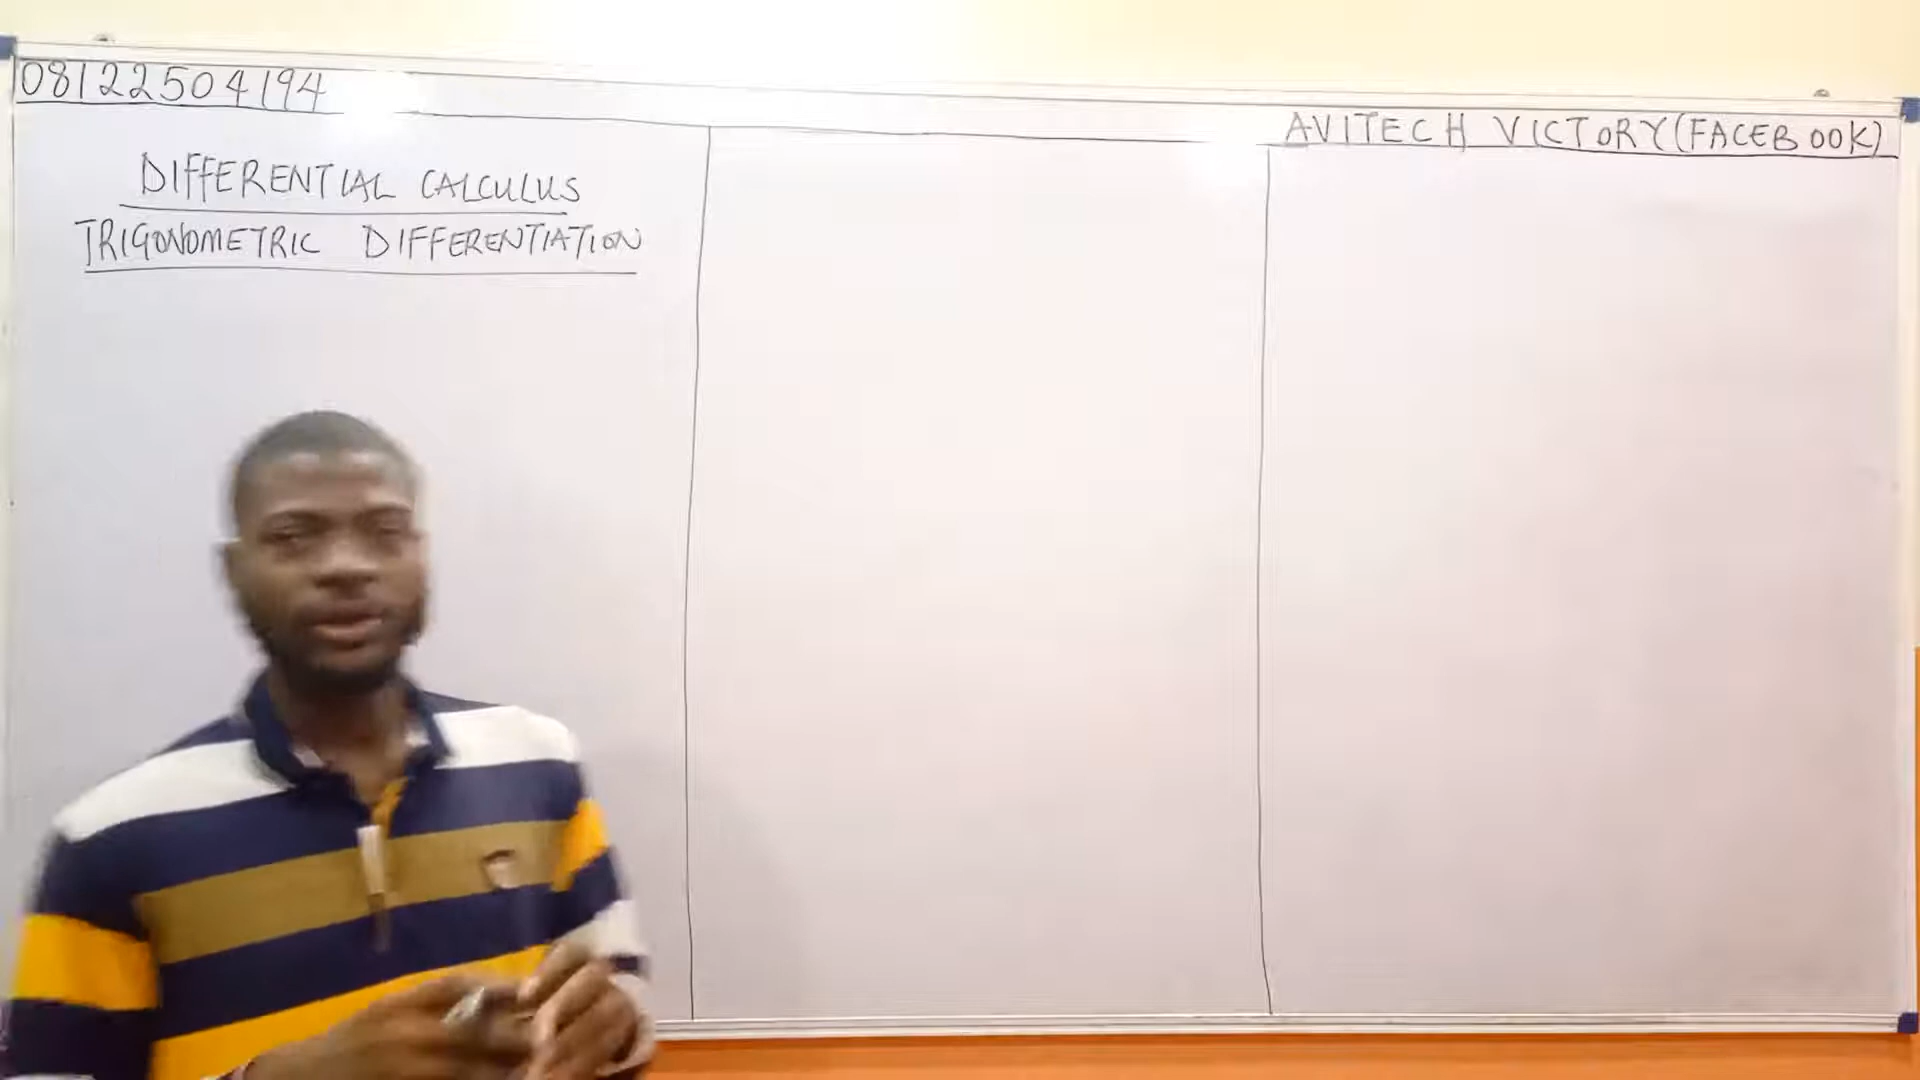 08122504194
AVITECH VICTORY(FACEBOOK)
DIFFERENTIAL CALCULUS
TRIGONOMETRIC DIFFERENTIATION